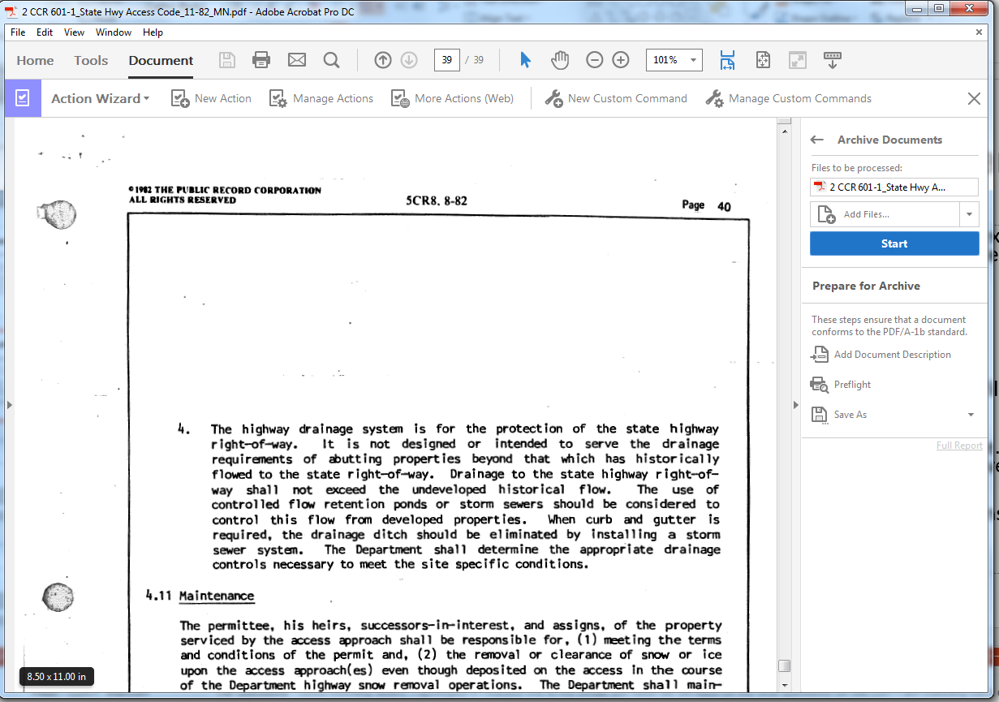 2 CCR 601-1_State Hwy Access Code_11-82_MN.pdf - Adobe Acrobat Pro DC
File Edit View Window Help
Home Tools Document 39 / 39 101%
Action Wizard New Action Manage Actions More Actions (Web) New Custom Command Manage Custom Commands
©1982 THE PUBLIC RECORD CORPORATION
ALL RIGHTS RESERVED
5CR8. 8-82
Page 40
4. The highway drainage system is for the protection of the state highway
right-of-way. It is not designed or intended to serve the drainage
requirements of abutting properties beyond that which has historically
flowed to the state right-of-way. Drainage to the state highway right-of-
way shall not exceed the undeveloped historical flow. The use of
controlled flow retention ponds or storm sewers should be considered to
control this flow from developed properties. When curb and gutter is
required, the drainage ditch should be eliminated by installing a storm
sewer system. The Department shall determine the appropriate drainage
controls necessary to meet the site specific conditions.
4.11 Maintenance
The permittee, his heirs, successors-in-interest, and assigns, of the property
serviced by the access approach shall be responsible for, (1) meeting the terms
and conditions of the permit and, (2) the removal or clearance of snow or ice
upon the access approach(es) even though deposited on the access in the course
of the Department highway snow removal operations. The Department shall main-
8.50 x 11.00 in
Archive Documents
Files to be processed:
2 CCR 601-1_State Hwy A...
Add Files...
Start
Prepare for Archive
These steps ensure that a document
conforms to the PDF/A-1b standard.
Add Document Description
Preflight
Save As
Full Report